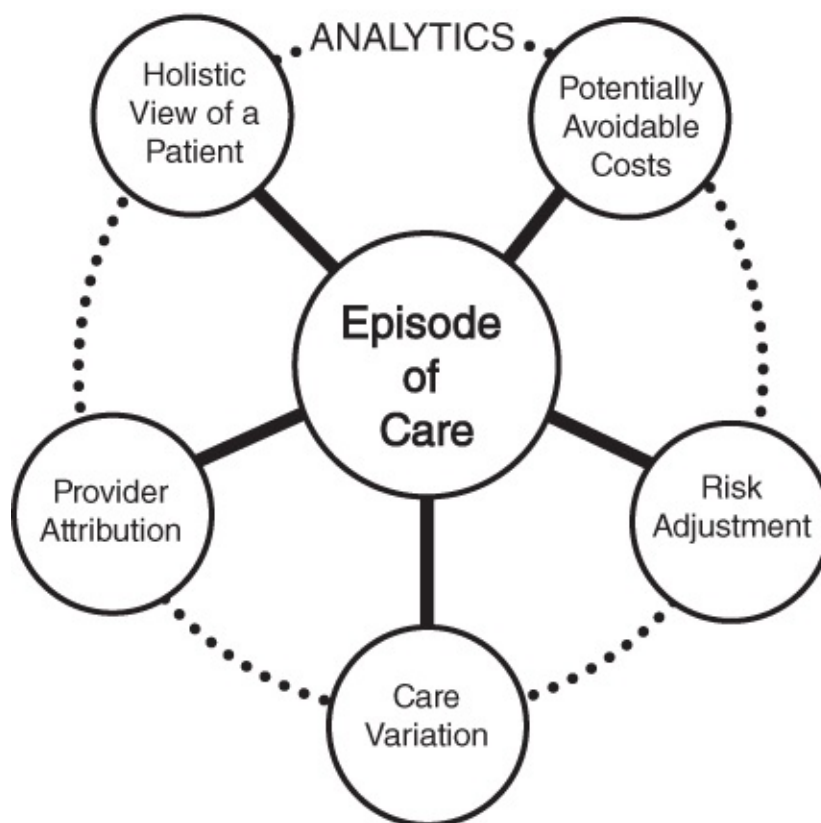 ANALYTICS
Holistic
View of a
Patient
Potentially
Avoidable
Costs
Episode
of
Care
Provider
Attribution
Risk
Adjustment
Care
Variation